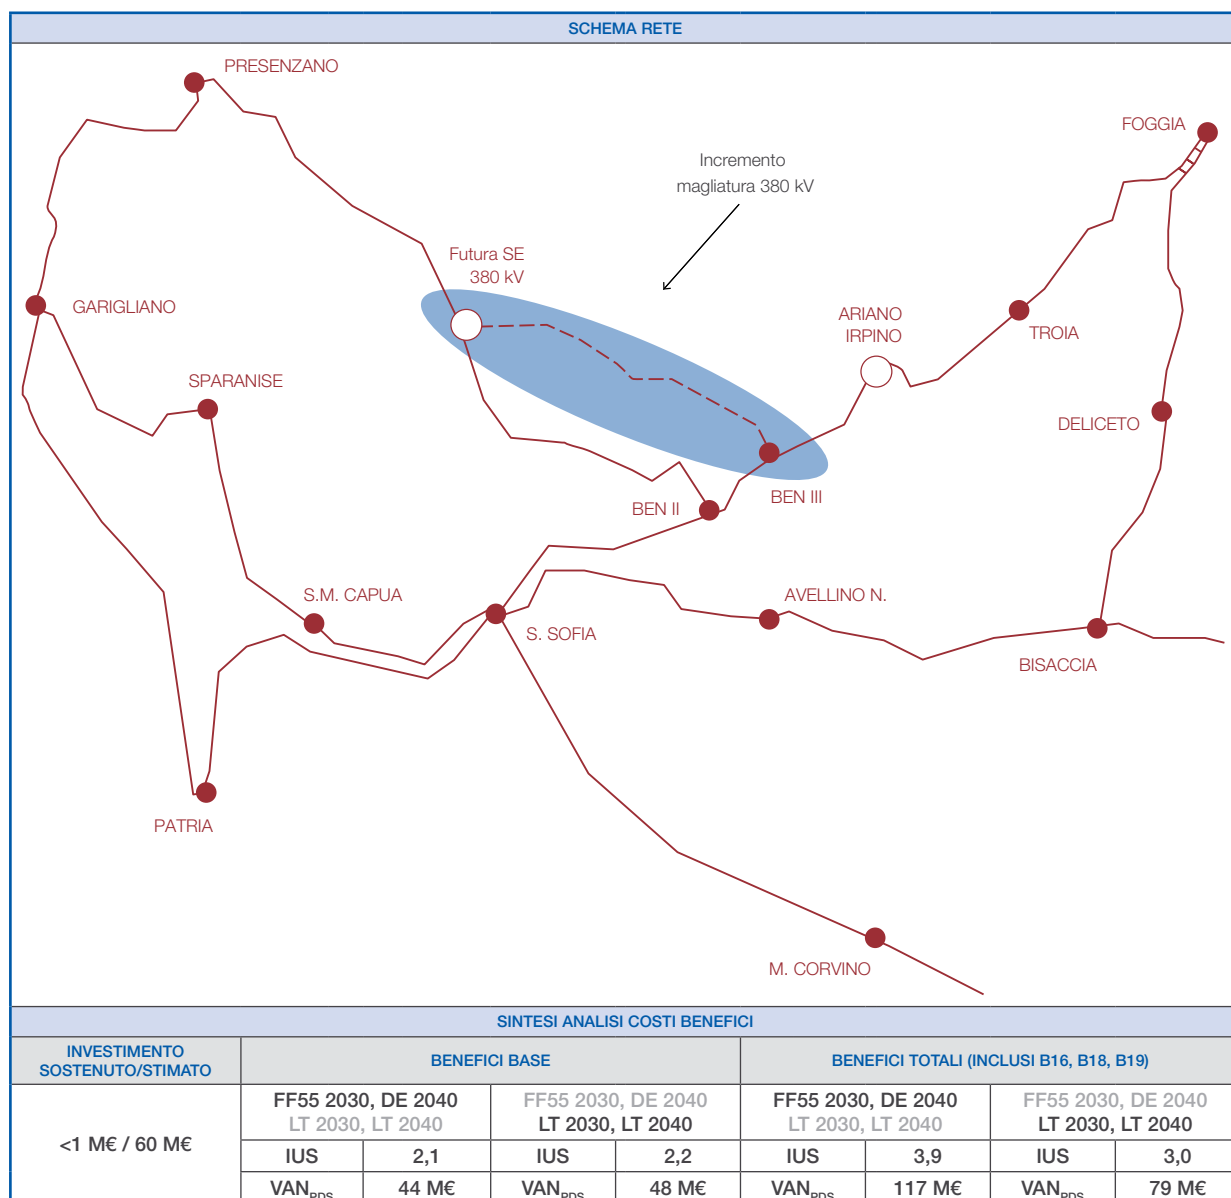 SCHEMA RETE
PRESENZANO
FOGGIA
Incremento
magliatura 380 kV
Futura SE
380 kV
GARIGLIANO
ARIANO
IRPINO
TROIA
SPARANISE
DELICETO
BEN III
BEN II
S.M. CAPUA
AVELLINO N.
S. SOFIA
BISACCIA
PATRIA
M. CORVINO
SINTESI ANALISI COSTI BENEFICI
INVESTIMENTO
SOSTENUTO/STIMATO
BENEFICI BASE
BENEFICI TOTALI (INCLUSI B16, B18, B19)
<1 M€ / 60 M€
FF55 2030, DE 2040
LT 2030, LT 2040
FF55 2030, DE 2040
LT 2030, LT 2040
FF55 2030, DE 2040
LT 2030, LT 2040
FF55 2030, DE 2040
LT 2030, LT 2040
IUS 2,1 IUS 2,2 IUS 3,9 IUS 3,0
VANPDS 44 M€ VANPDS 48 M€ VANPDS 117 M€ VANPDS 79 M€